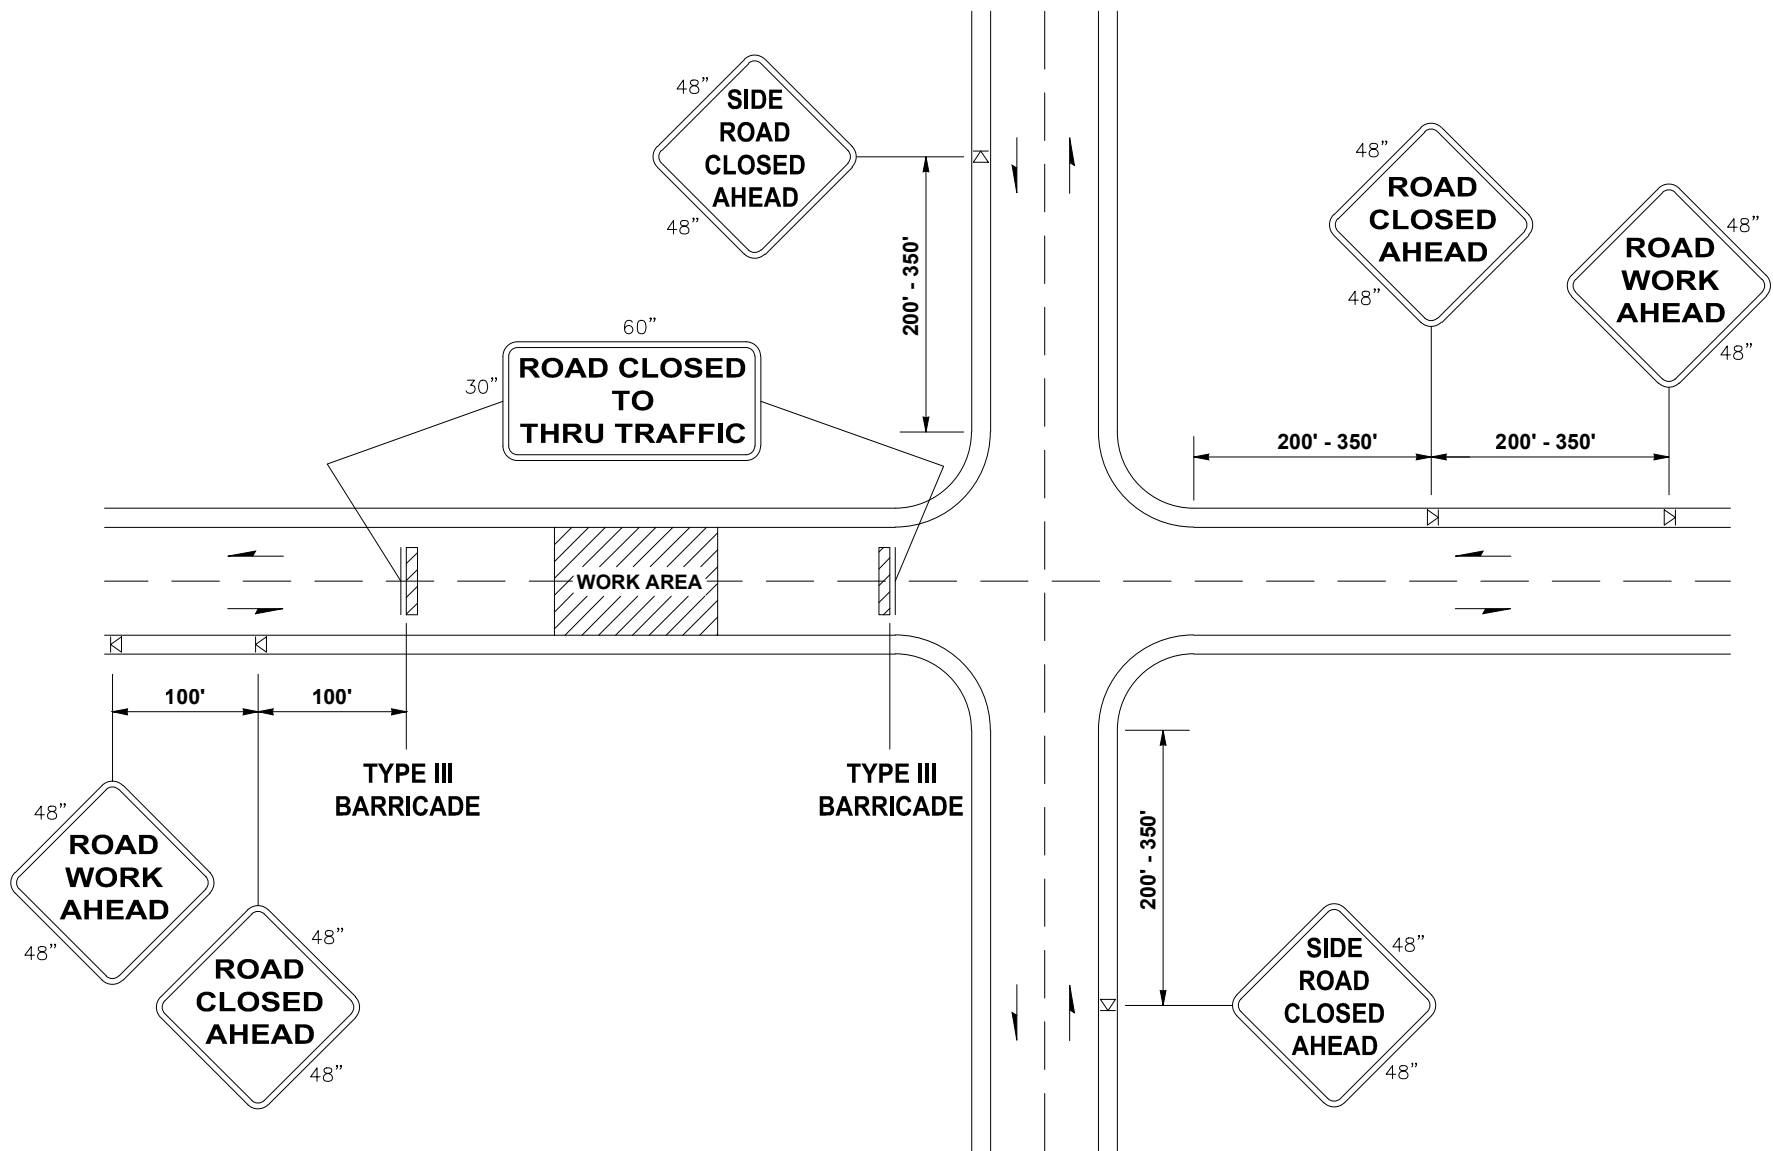 48”
SIDE
ROAD
CLOSED
AHEAD
48”
200' - 350'
48”
ROAD
CLOSED
AHEAD
48”
48”
ROAD
WORK
AHEAD
48”
60”
30”
ROAD CLOSED
TO
THRU TRAFFIC
200' - 350'
200' - 350'
WORK AREA
100'
100'
TYPE III
BARRICADE
TYPE III
BARRICADE
48”
ROAD
WORK
AHEAD
48”
48”
ROAD
CLOSED
AHEAD
48”
200' - 350'
48”
SIDE
ROAD
CLOSED
AHEAD
48”